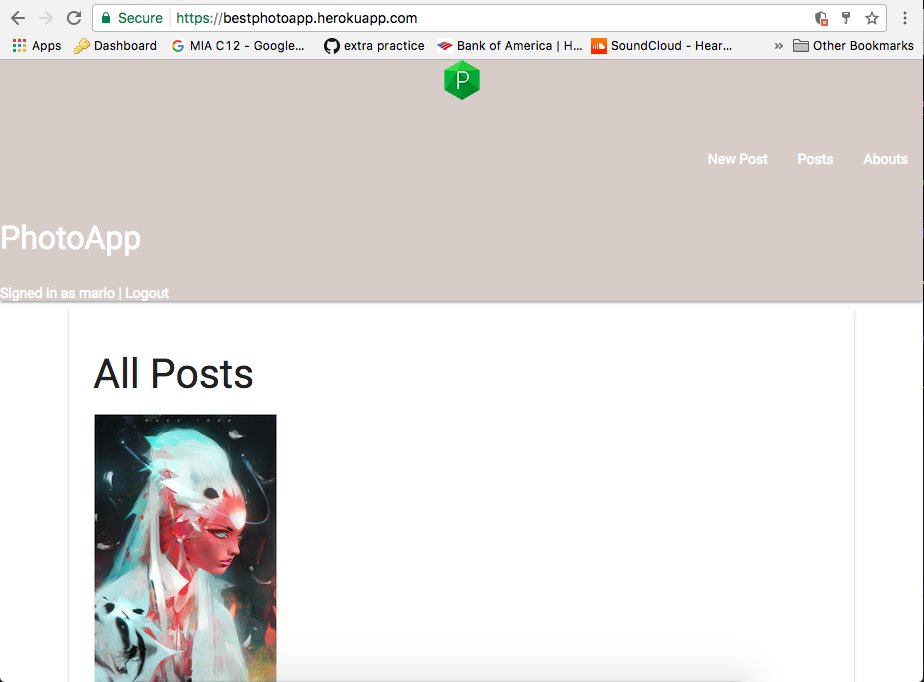 Secure https://bestphotoapp.herokuapp.com
Apps Dashboard MIA C12 - Google... extra practice Bank of America | H... SoundCloud - Hear... » Other Bookmarks
P
New Post Posts Abouts
PhotoApp
Signed in as mario | Logout
All Posts